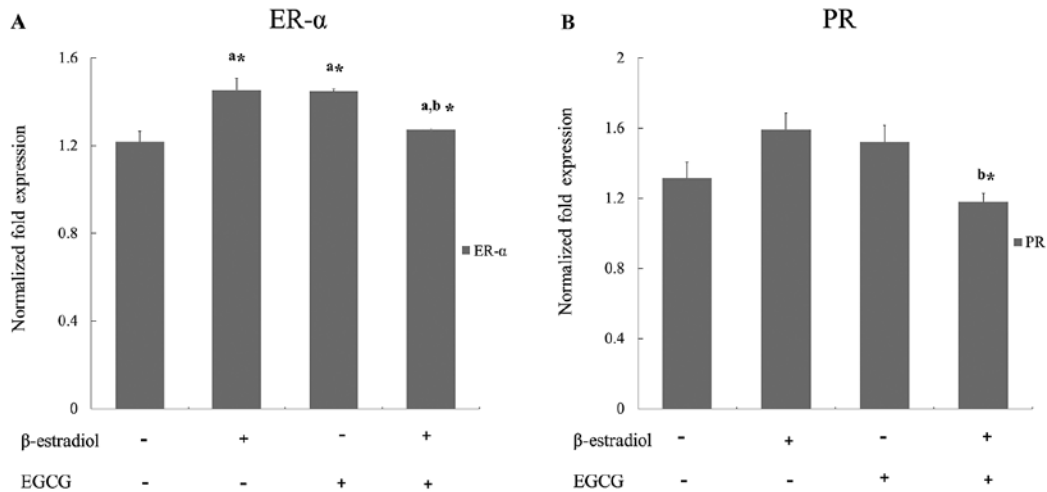 A
ER-α
B
PR
Normalized fold expression
1.6
1.2
0.8
0.4
0
a*
a*
a,b *
ER-α
β-estradiol - + - +
EGCG - - + +
Normalized fold expression
2
1.6
1.2
0.8
0.4
0
b*
PR
β-estradiol - + - +
EGCG - - + +